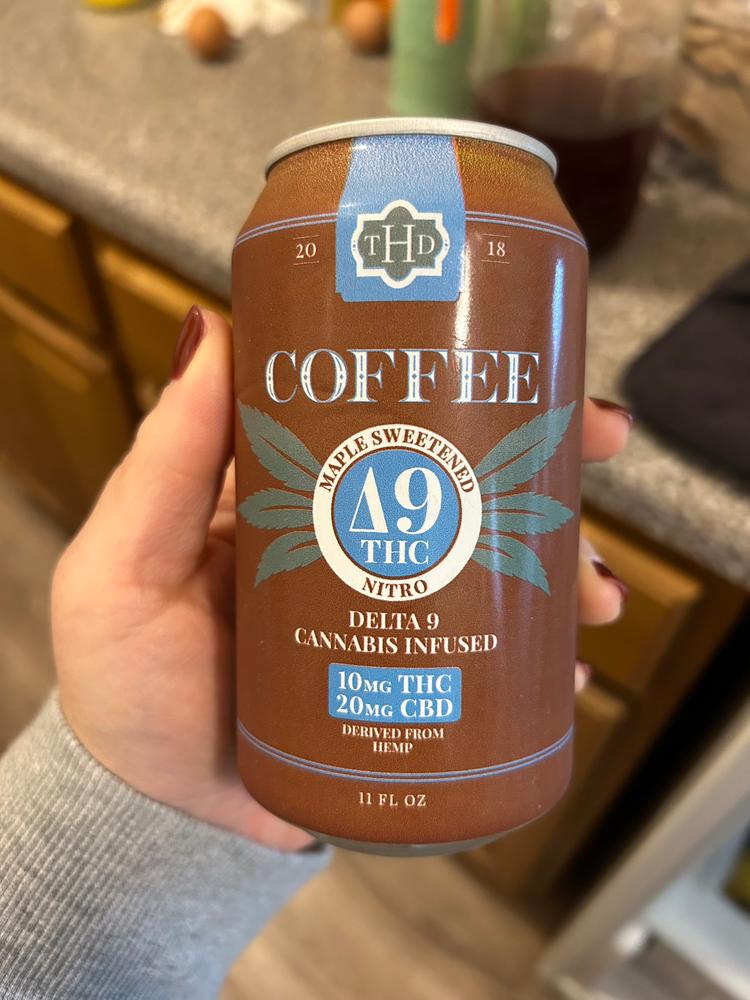 THD
20 18
COFFEE
MAPLE SWEETENED
Δ9
THC
NITRO
DELTA 9
CANNABIS INFUSED
10MG THC
20MG CBD
DERIVED FROM
HEMP
11 FL OZ